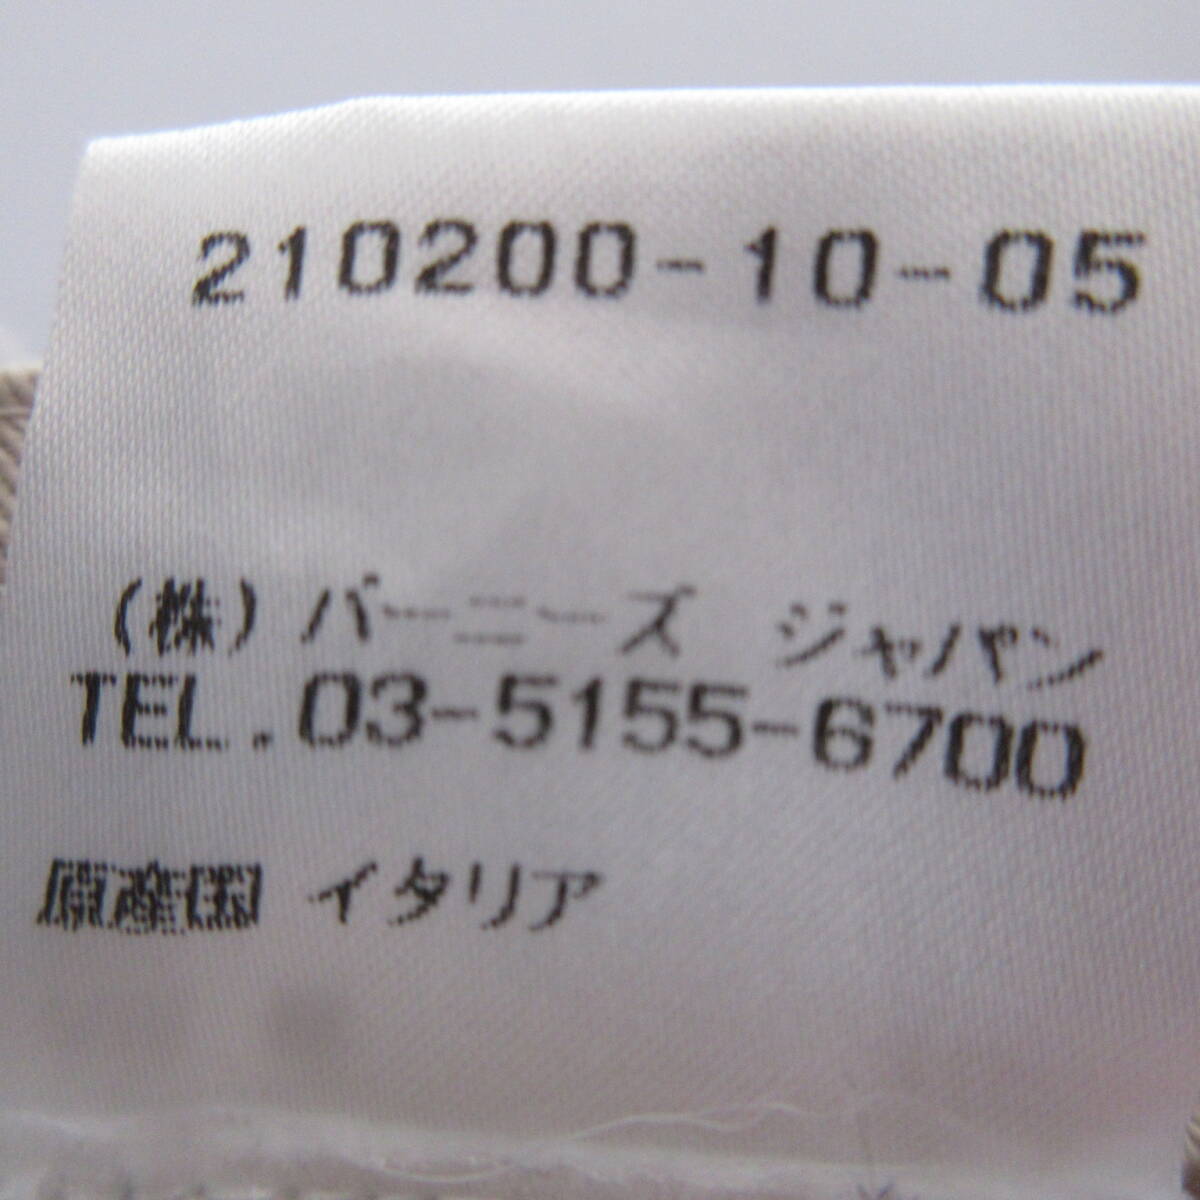 210200-10-05
(株)バーニーズ ジャパン
TEL.03-5155-6700
原産国 イタリア